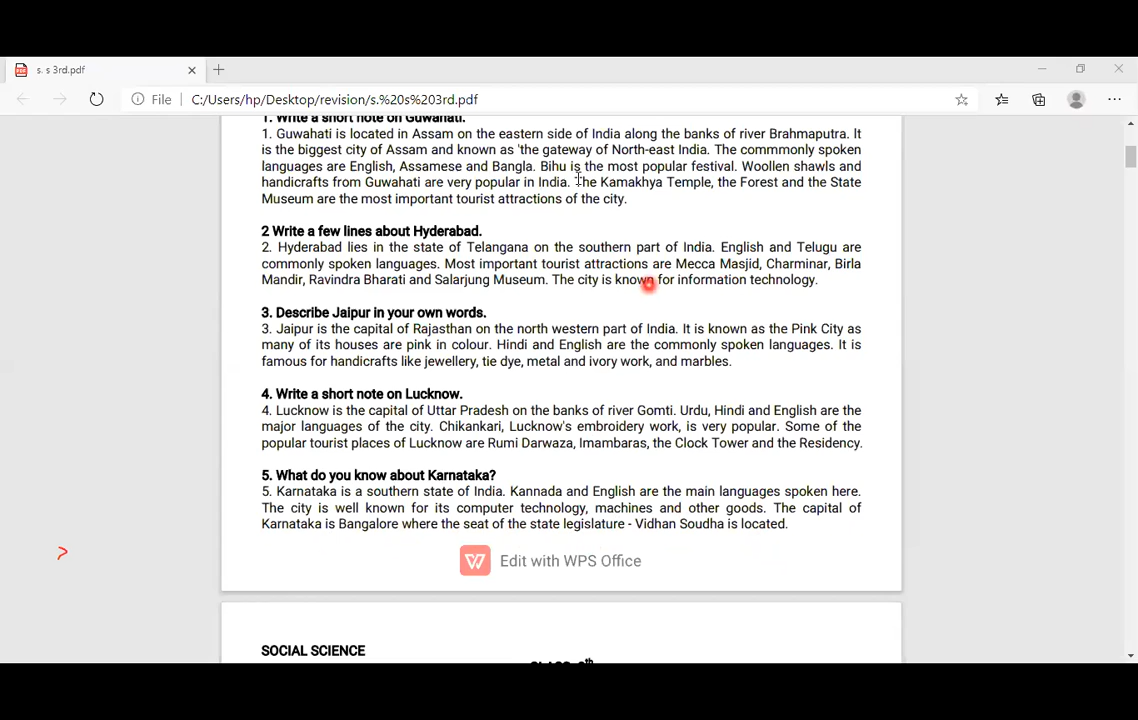 s. s 3rd.pdf
File C:/Users/hp/Desktop/revision/s.%20s%203rd.pdf
1. Write a short note on Guwahati.
1. Guwahati is located in Assam on the eastern side of India along the banks of river Brahmaputra. It
is the biggest city of Assam and known as 'the gateway of North-east India. The commmonly spoken
languages are English, Assamese and Bangla. Bihu is the most popular festival. Woollen shawls and
handicrafts from Guwahati are very popular in India. The Kamakhya Temple, the Forest and the State
Museum are the most important tourist attractions of the city.
2 Write a few lines about Hyderabad.
2. Hyderabad lies in the state of Telangana on the southern part of India. English and Telugu are
commonly spoken languages. Most important tourist attractions are Mecca Masjid, Charminar, Birla
Mandir, Ravindra Bharati and Salarjung Museum. The city is known for information technology.
3. Describe Jaipur in your own words.
3. Jaipur is the capital of Rajasthan on the north western part of India. It is known as the Pink City as
many of its houses are pink in colour. Hindi and English are the commonly spoken languages. It is
famous for handicrafts like jewellery, tie dye, metal and ivory work, and marbles.
4. Write a short note on Lucknow.
4. Lucknow is the capital of Uttar Pradesh on the banks of river Gomti. Urdu, Hindi and English are the
major languages of the city. Chikankari, Lucknow's embroidery work, is very popular. Some of the
popular tourist places of Lucknow are Rumi Darwaza, Imambaras, the Clock Tower and the Residency.
5. What do you know about Karnataka?
5. Karnataka is a southern state of India. Kannada and English are the main languages spoken here.
The city is well known for its computer technology, machines and other goods. The capital of
Karnataka is Bangalore where the seat of the state legislature - Vidhan Soudha is located.
Edit with WPS Office
SOCIAL SCIENCE